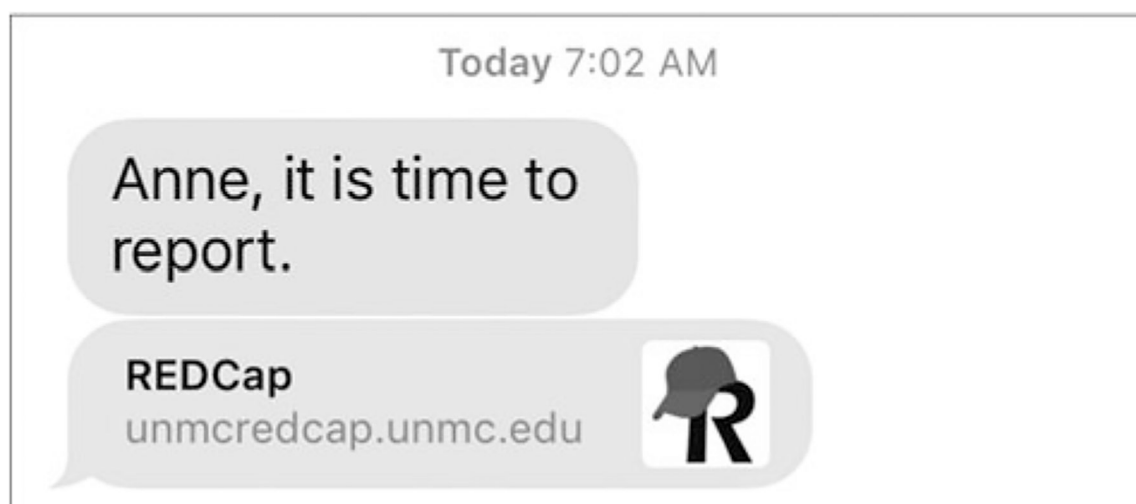 Today 7:02 AM
Anne, it is time to
report.
REDCap
unmcredcap.unmc.edu
R